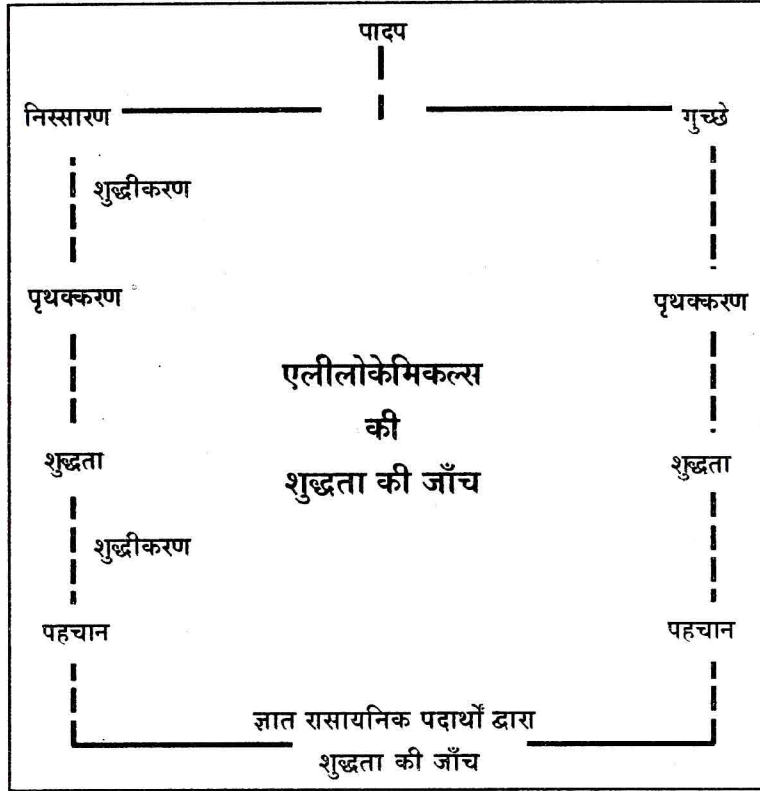 पादप
निस्सारण
गुच्छे
शुद्धीकरण
पृथक्करण
पृथक्करण
एलीलोकेमिकल्स
की
शुद्धता की जाँच
शुद्धता
शुद्धता
शुद्धीकरण
पहचान
पहचान
ज्ञात रासायनिक पदार्थों द्वारा
शुद्धता की जाँच